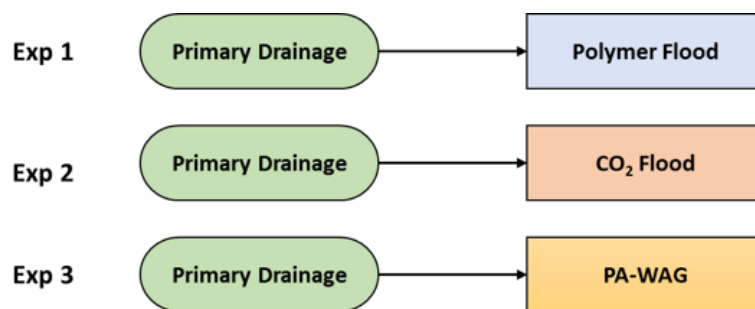 Exp 1 Primary Drainage Polymer Flood
Exp 2 Primary Drainage CO₂ Flood
Exp 3 Primary Drainage PA-WAG